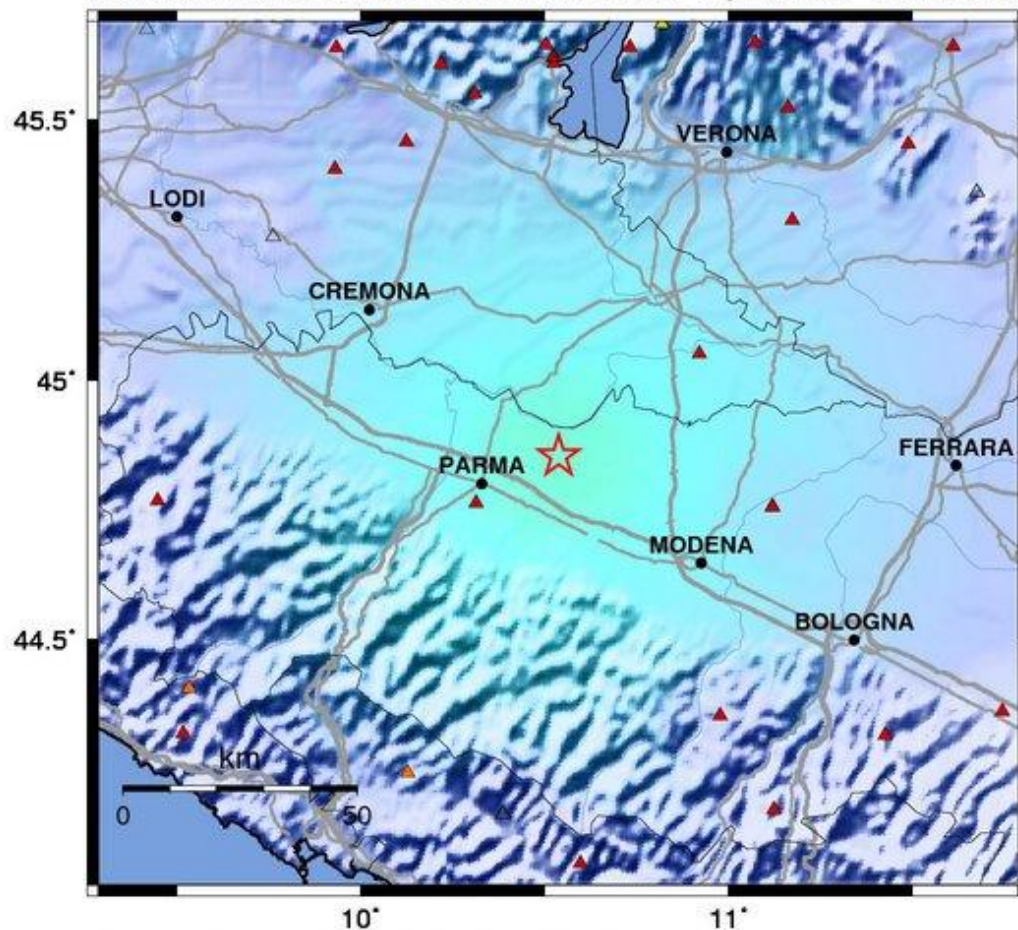 45.5°
VERONA
LODI
CREMONA
45°
FERRARA
PARMA
MODENA
44.5°
BOLOGNA
km
0
50
10°
11°